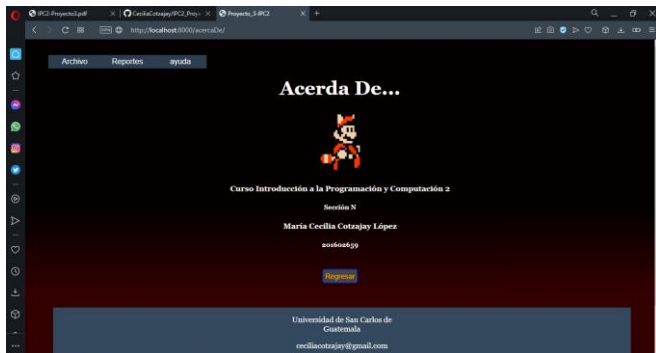 IPC2-Proyecto3.pdf
CeciliaCotzajay/IPC2_Proy
Proyecto_3-IPC2
http://localhost:8000/acercaDe/
Archivo Reportes ayuda
Acerda De...
Curso Introducción a la Programación y Computación 2
Sección N
María Cecilia Cotzajay López
201602659
Regresar
Universidad de San Carlos de
Guatemala
ceciliacotzajay@gmail.com